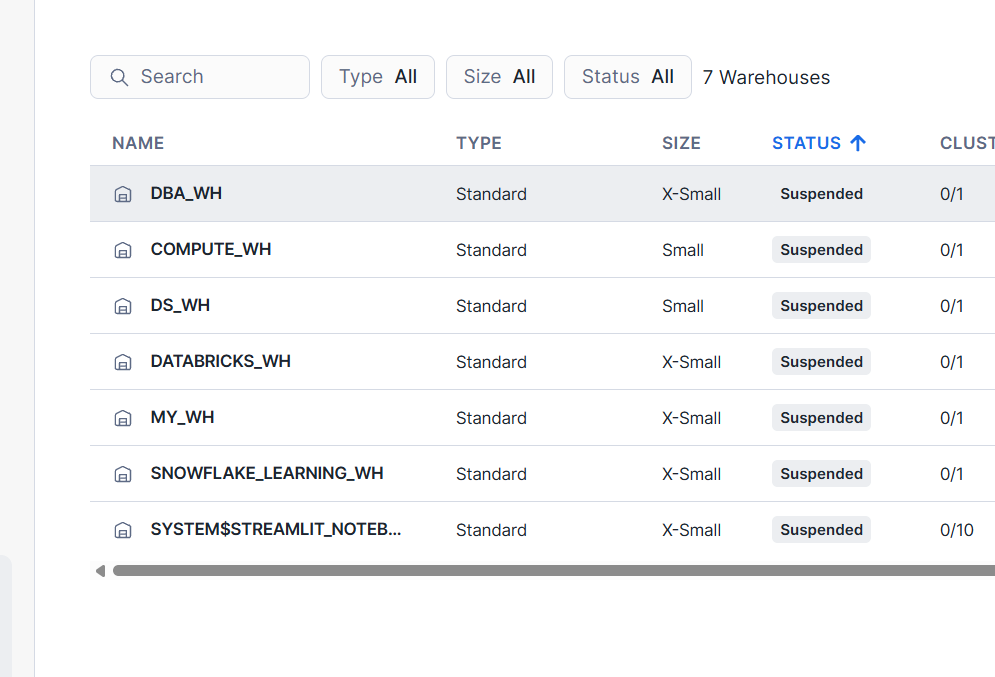 Search Type All Size All Status All 7 Warehouses
NAME TYPE SIZE STATUS CLUST
DBA_WH Standard X-Small Suspended 0/1
COMPUTE_WH Standard Small Suspended 0/1
DS_WH Standard Small Suspended 0/1
DATABRICKS_WH Standard X-Small Suspended 0/1
MY_WH Standard X-Small Suspended 0/1
SNOWFLAKE_LEARNING_WH Standard X-Small Suspended 0/1
SYSTEM$STREAMLIT_NOTEB... Standard X-Small Suspended 0/10